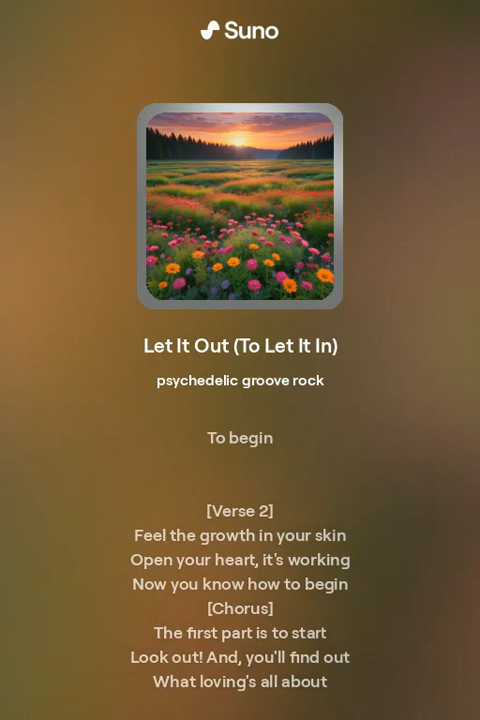 Suno
Let It Out (To Let It In)
psychedelic groove rock
To begin
[Verse 2]
Feel the growth in your skin
Open your heart, it's working
Now you know how to begin
[Chorus]
The first part is to start
Look out! And, you'll find out
What loving's all about